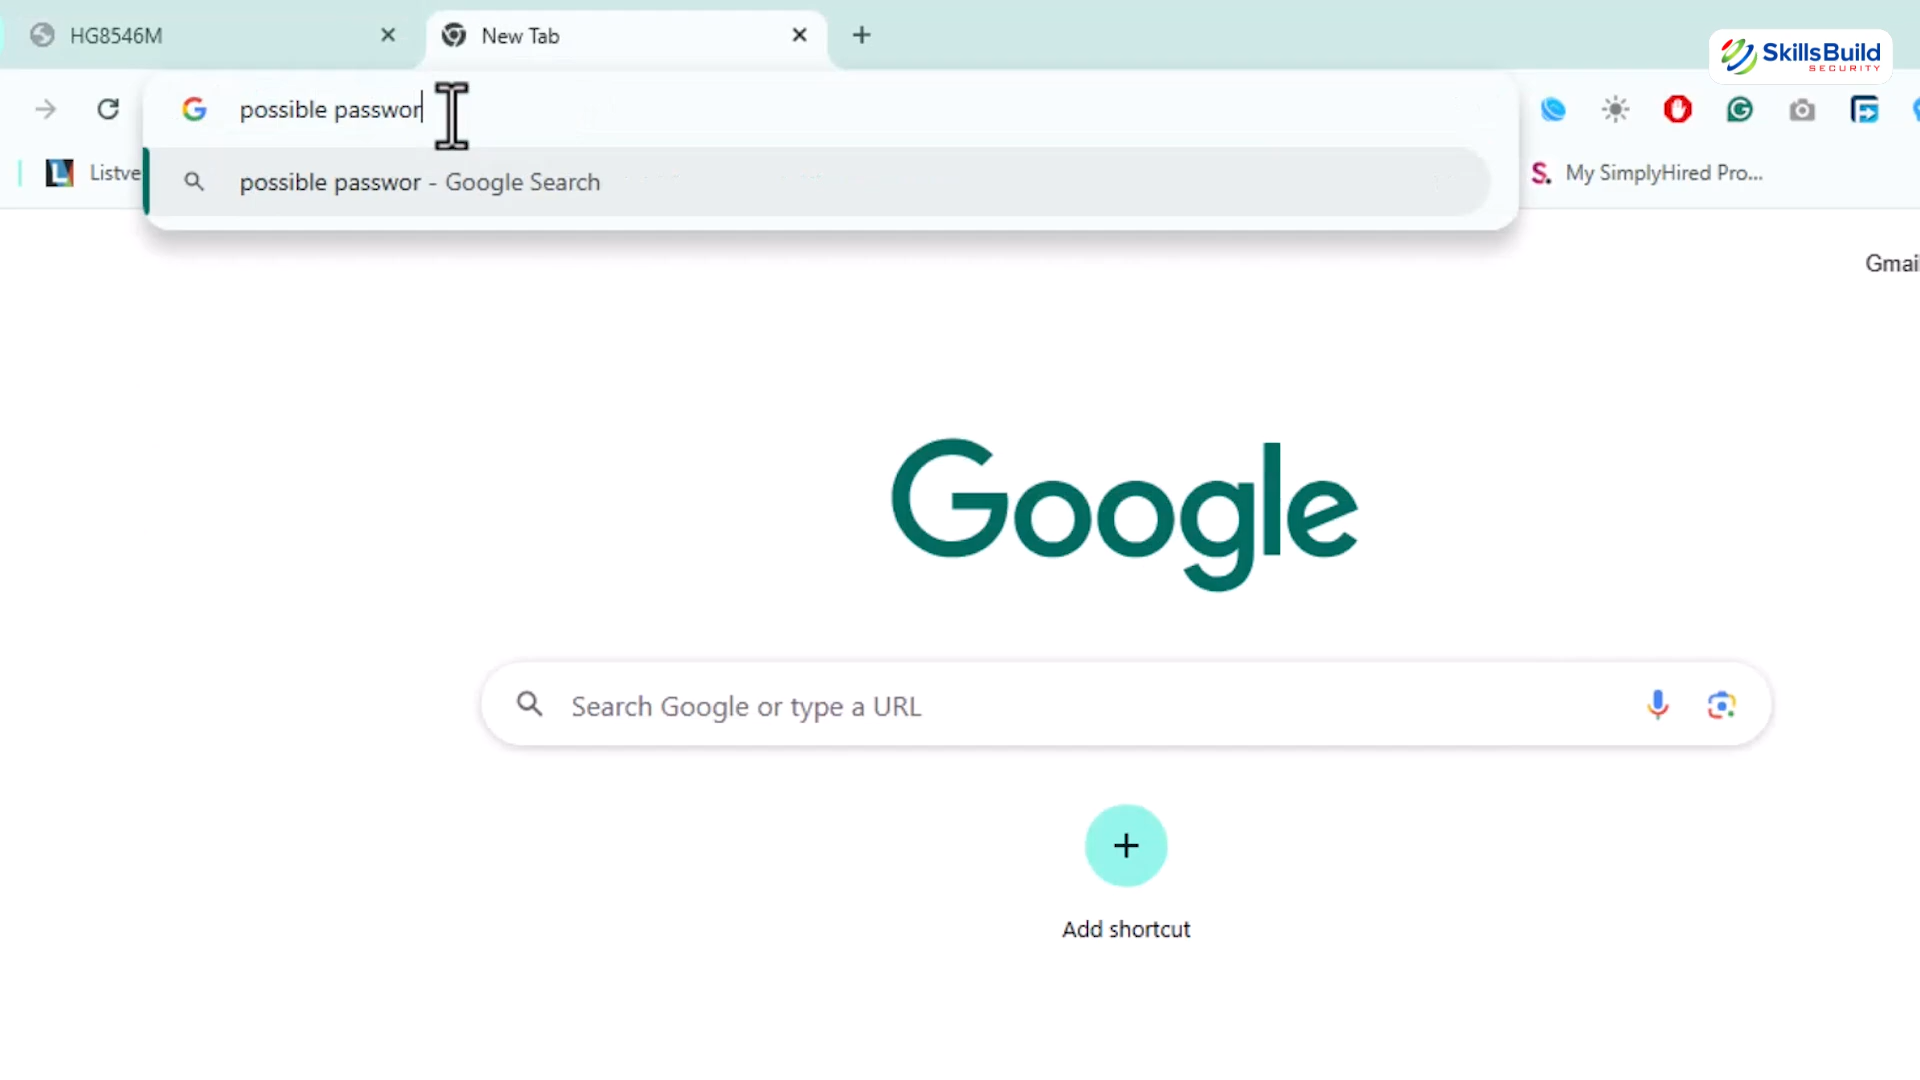 HG8546M
New Tab
SkillsBuild
SECURITY
possible passwor
Listve
possible passwor - Google Search
S. My SimplyHired Pro...
Gmai
Google
Search Google or type a URL
Add shortcut